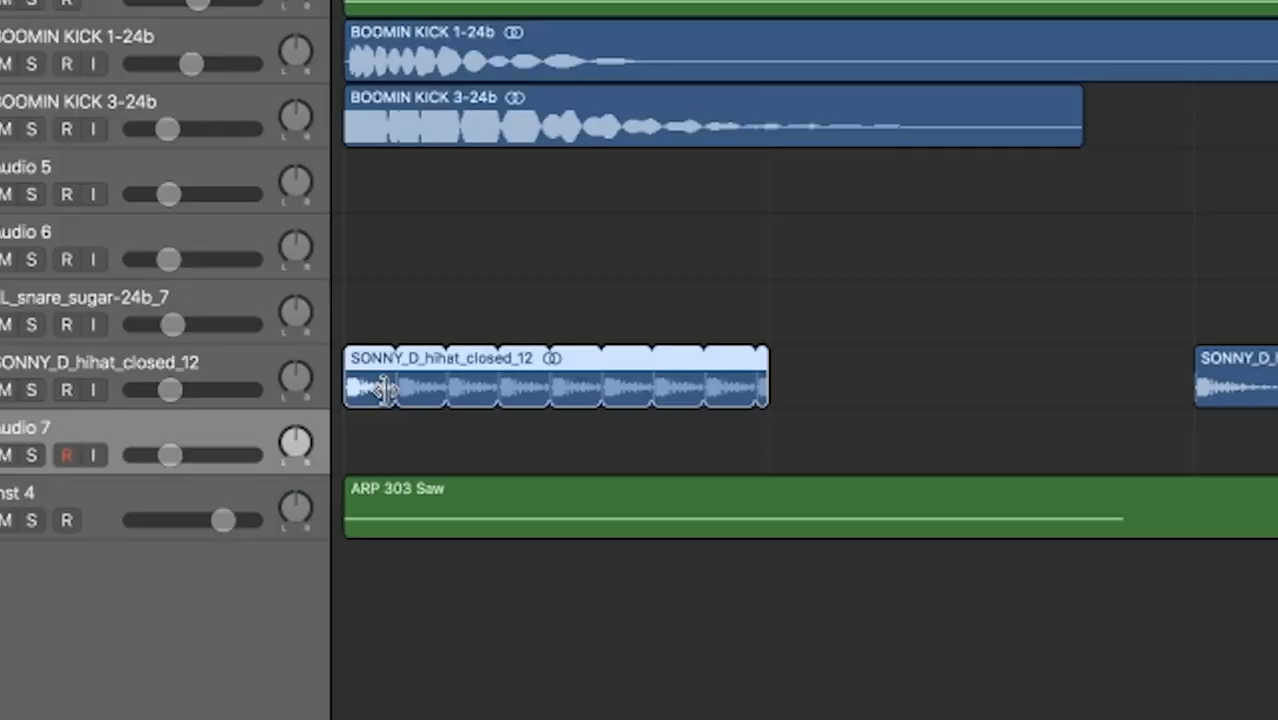 S R I
BOOMIN KICK 1-24b
BOOMIN KICK 1-24b
M S R I
L R
BOOMIN KICK 3-24b
BOOMIN KICK 3-24b
M S R I
L R
udio 5
M S R I
L R
udio 6
M S R I
L R
L_snare_sugar-24b_7
M S R I
L R
SONNY_D_hihat_closed_12
SONNY_D_hihat_closed_12
SONNY_D_
M S R I
L R
udio 7
M S R I
L R
nst 4
ARP 303 Saw
M S R
L R